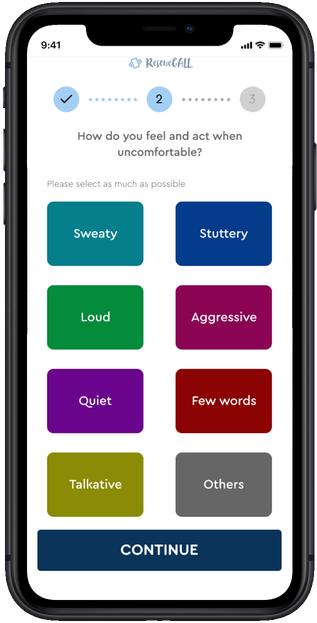 9:41
RescueCALL
2
3
How do you feel and act when
uncomfortable?
Please select as much as possible
Sweaty
Stuttery
Loud
Aggressive
Quiet
Few words
Talkative
Others
CONTINUE